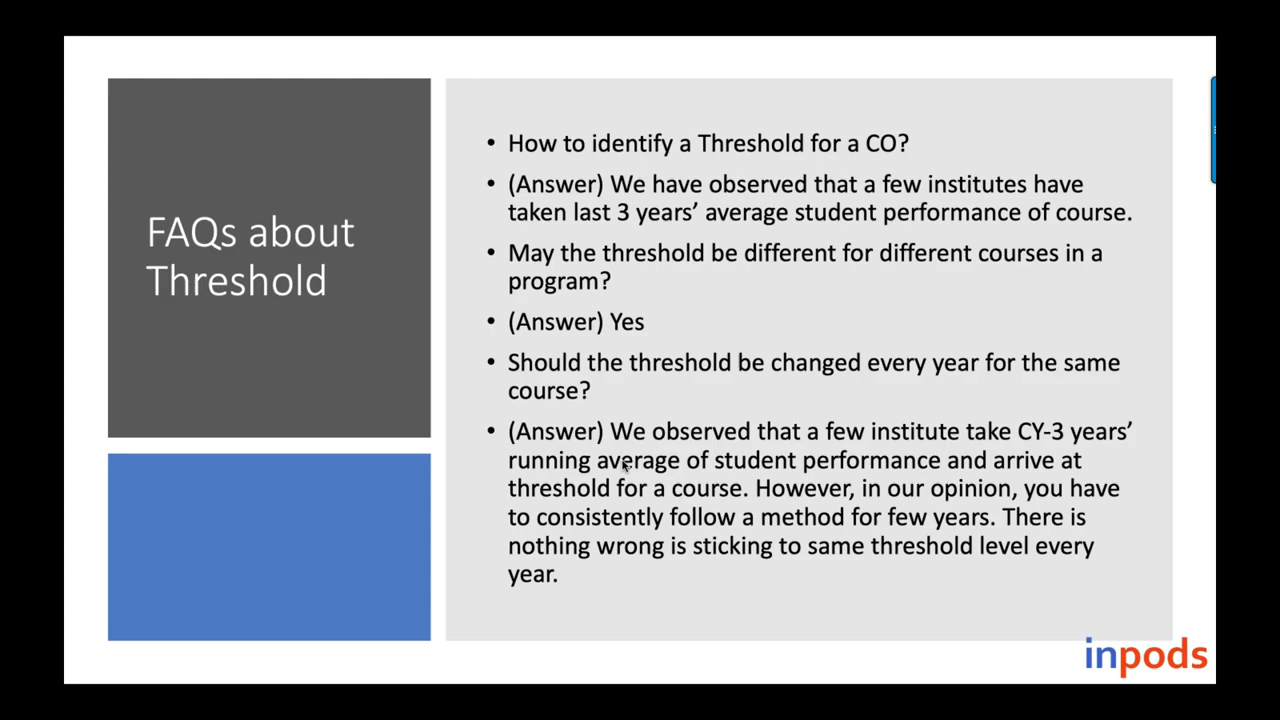 FAQs about
Threshold
• How to identify a Threshold for a CO?
• (Answer) We have observed that a few institutes have
taken last 3 years’ average student performance of course.
• May the threshold be different for different courses in a
program?
• (Answer) Yes
• Should the threshold be changed every year for the same
course?
• (Answer) We observed that a few institute take CY-3 years’
running average of student performance and arrive at
threshold for a course. However, in our opinion, you have
to consistently follow a method for few years. There is
nothing wrong is sticking to same threshold level every
year.
inpods